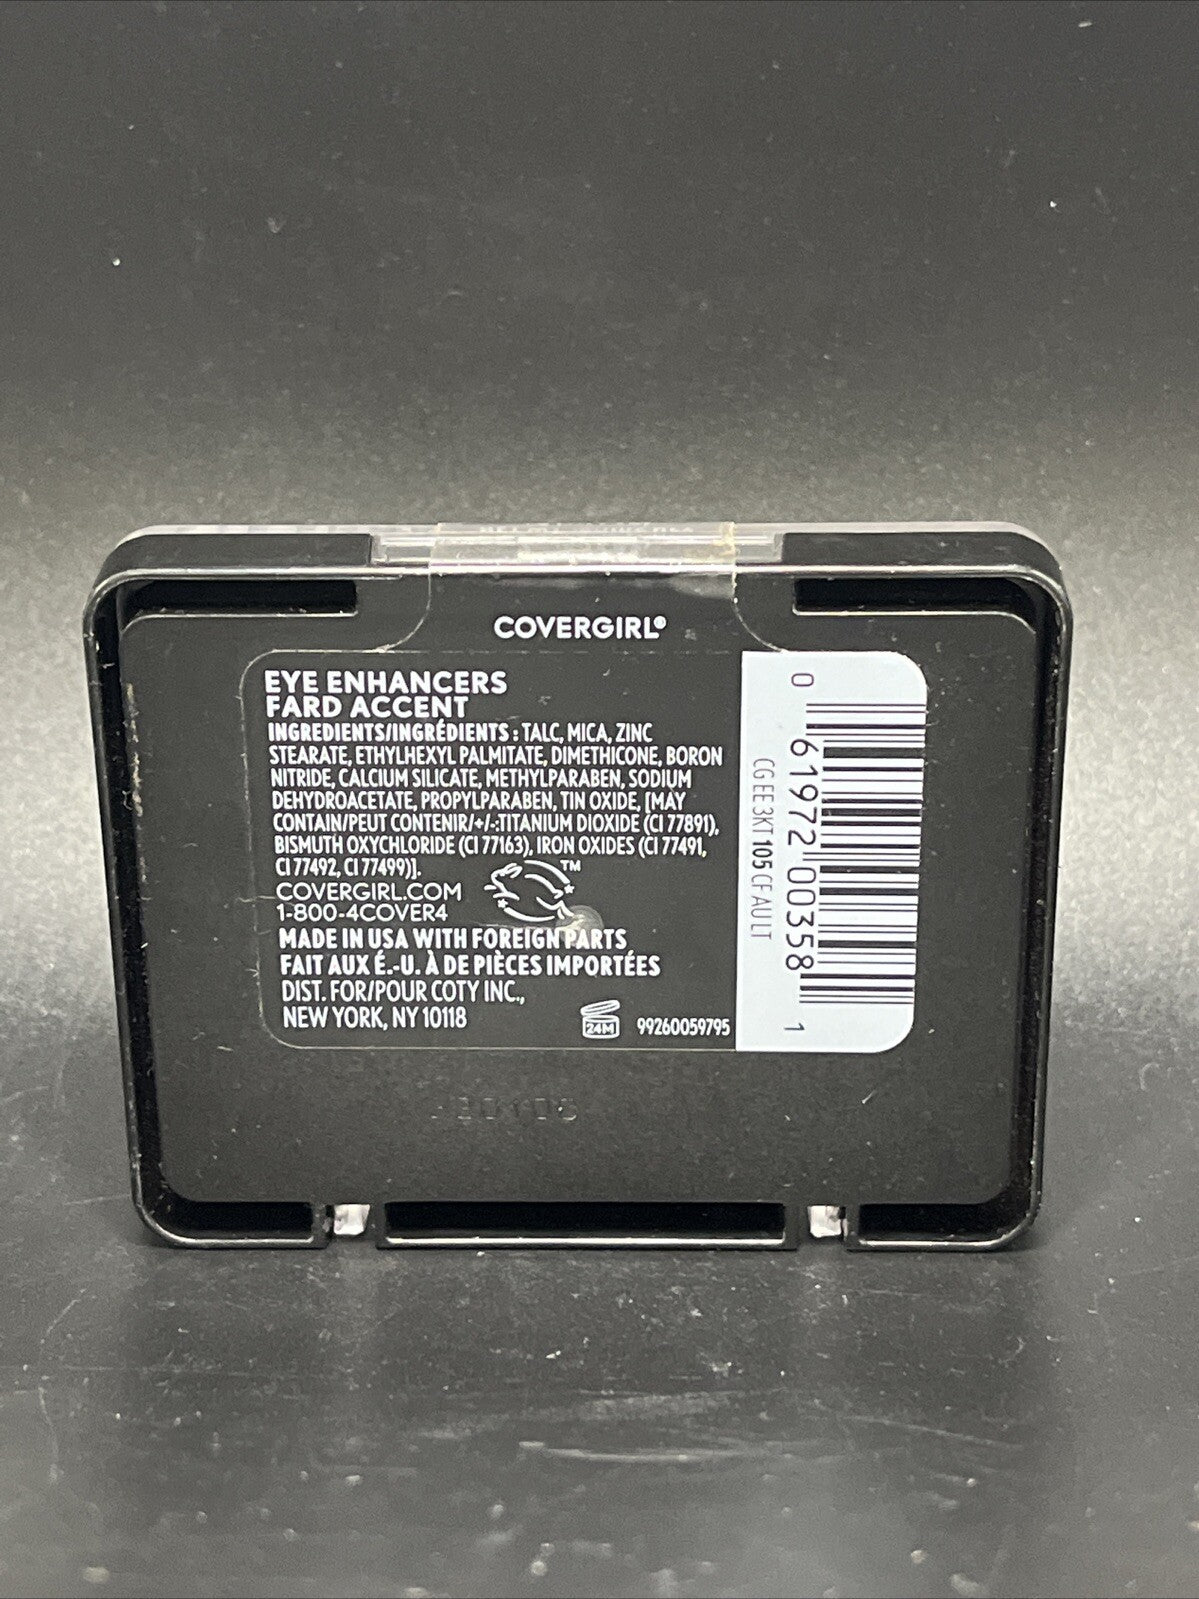 COVERGIRL®
EYE ENHANCERS
FARD ACCENT
INGREDIENTS/INGRÉDIENTS : TALC, MICA, ZINC
STEARATE, ETHYLHEXYL PALMITATE, DIMETHICONE, BORON
NITRIDE, CALCIUM SILICATE, METHYLPARABEN, SODIUM
DEHYDROACETATE, PROPYLPARABEN, TIN OXIDE, [MAY
CONTAIN/PEUT CONTENIR/+/-:TITANIUM DIOXIDE (CI 77891),
BISMUTH OXYCHLORIDE (CI 77163), IRON OXIDES (CI 77491,
CI 77492, CI 77499)].
COVERGIRL.COM
1-800-4COVER4
TM
MADE IN USA WITH FOREIGN PARTS
FAIT AUX É.-U. À DE PIÈCES IMPORTÉES
DIST. FOR/POUR COTY INC.,
NEW YORK, NY 10118
24M
99260059795
CG EE 3KT 105 CF AULT
0 61972 00358 1